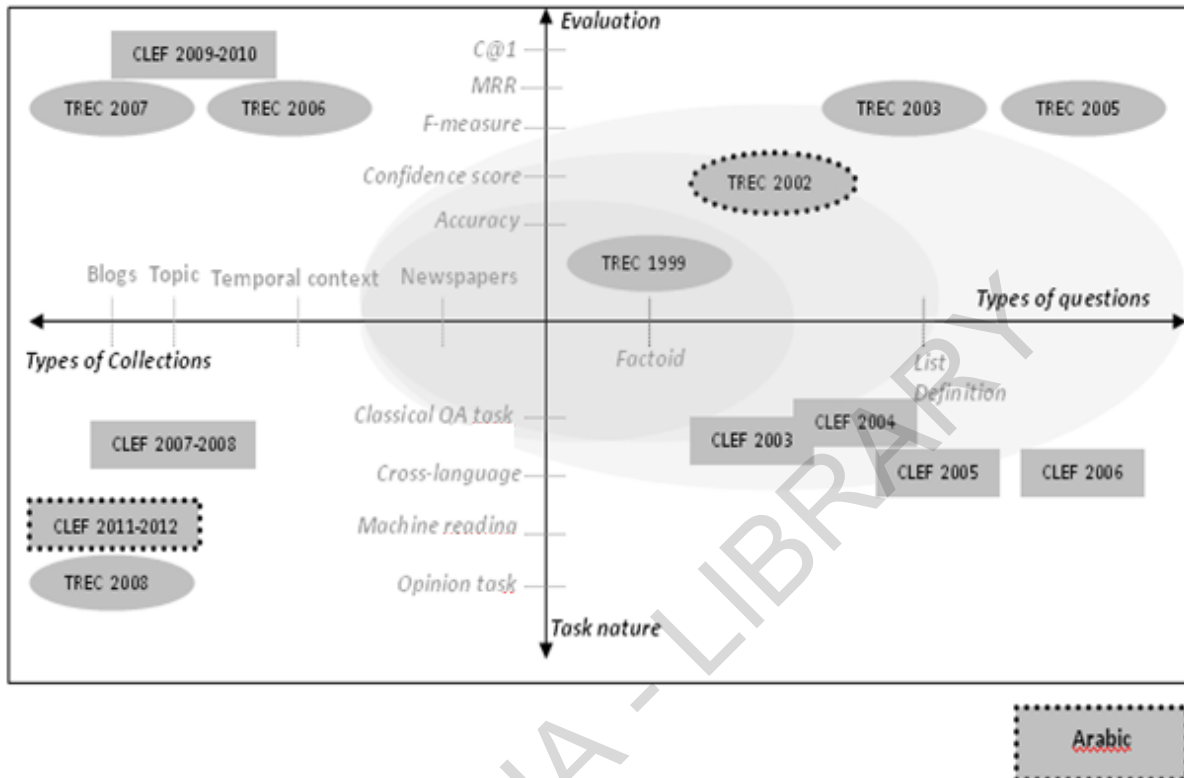 Evaluation
CLEF 2009-2010
C@1
MRR
TREC 2007
TREC 2006
TREC 2003
TREC 2005
F-measure
Confidence score
TREC 2002
Accuracy
TREC 1999
Blogs
Topic
Temporal context
Newspapers
Types of questions
Types of Collections
Factoid
List
Definition
Classical QA task
CLEF 2004
CLEF 2003
CLEF 2007-2008
Cross-language
CLEF 2005
CLEF 2006
CLEF 2011-2012
Machine reading
TREC 2008
Opinion task
Task nature
Arabic
- LIBRARY